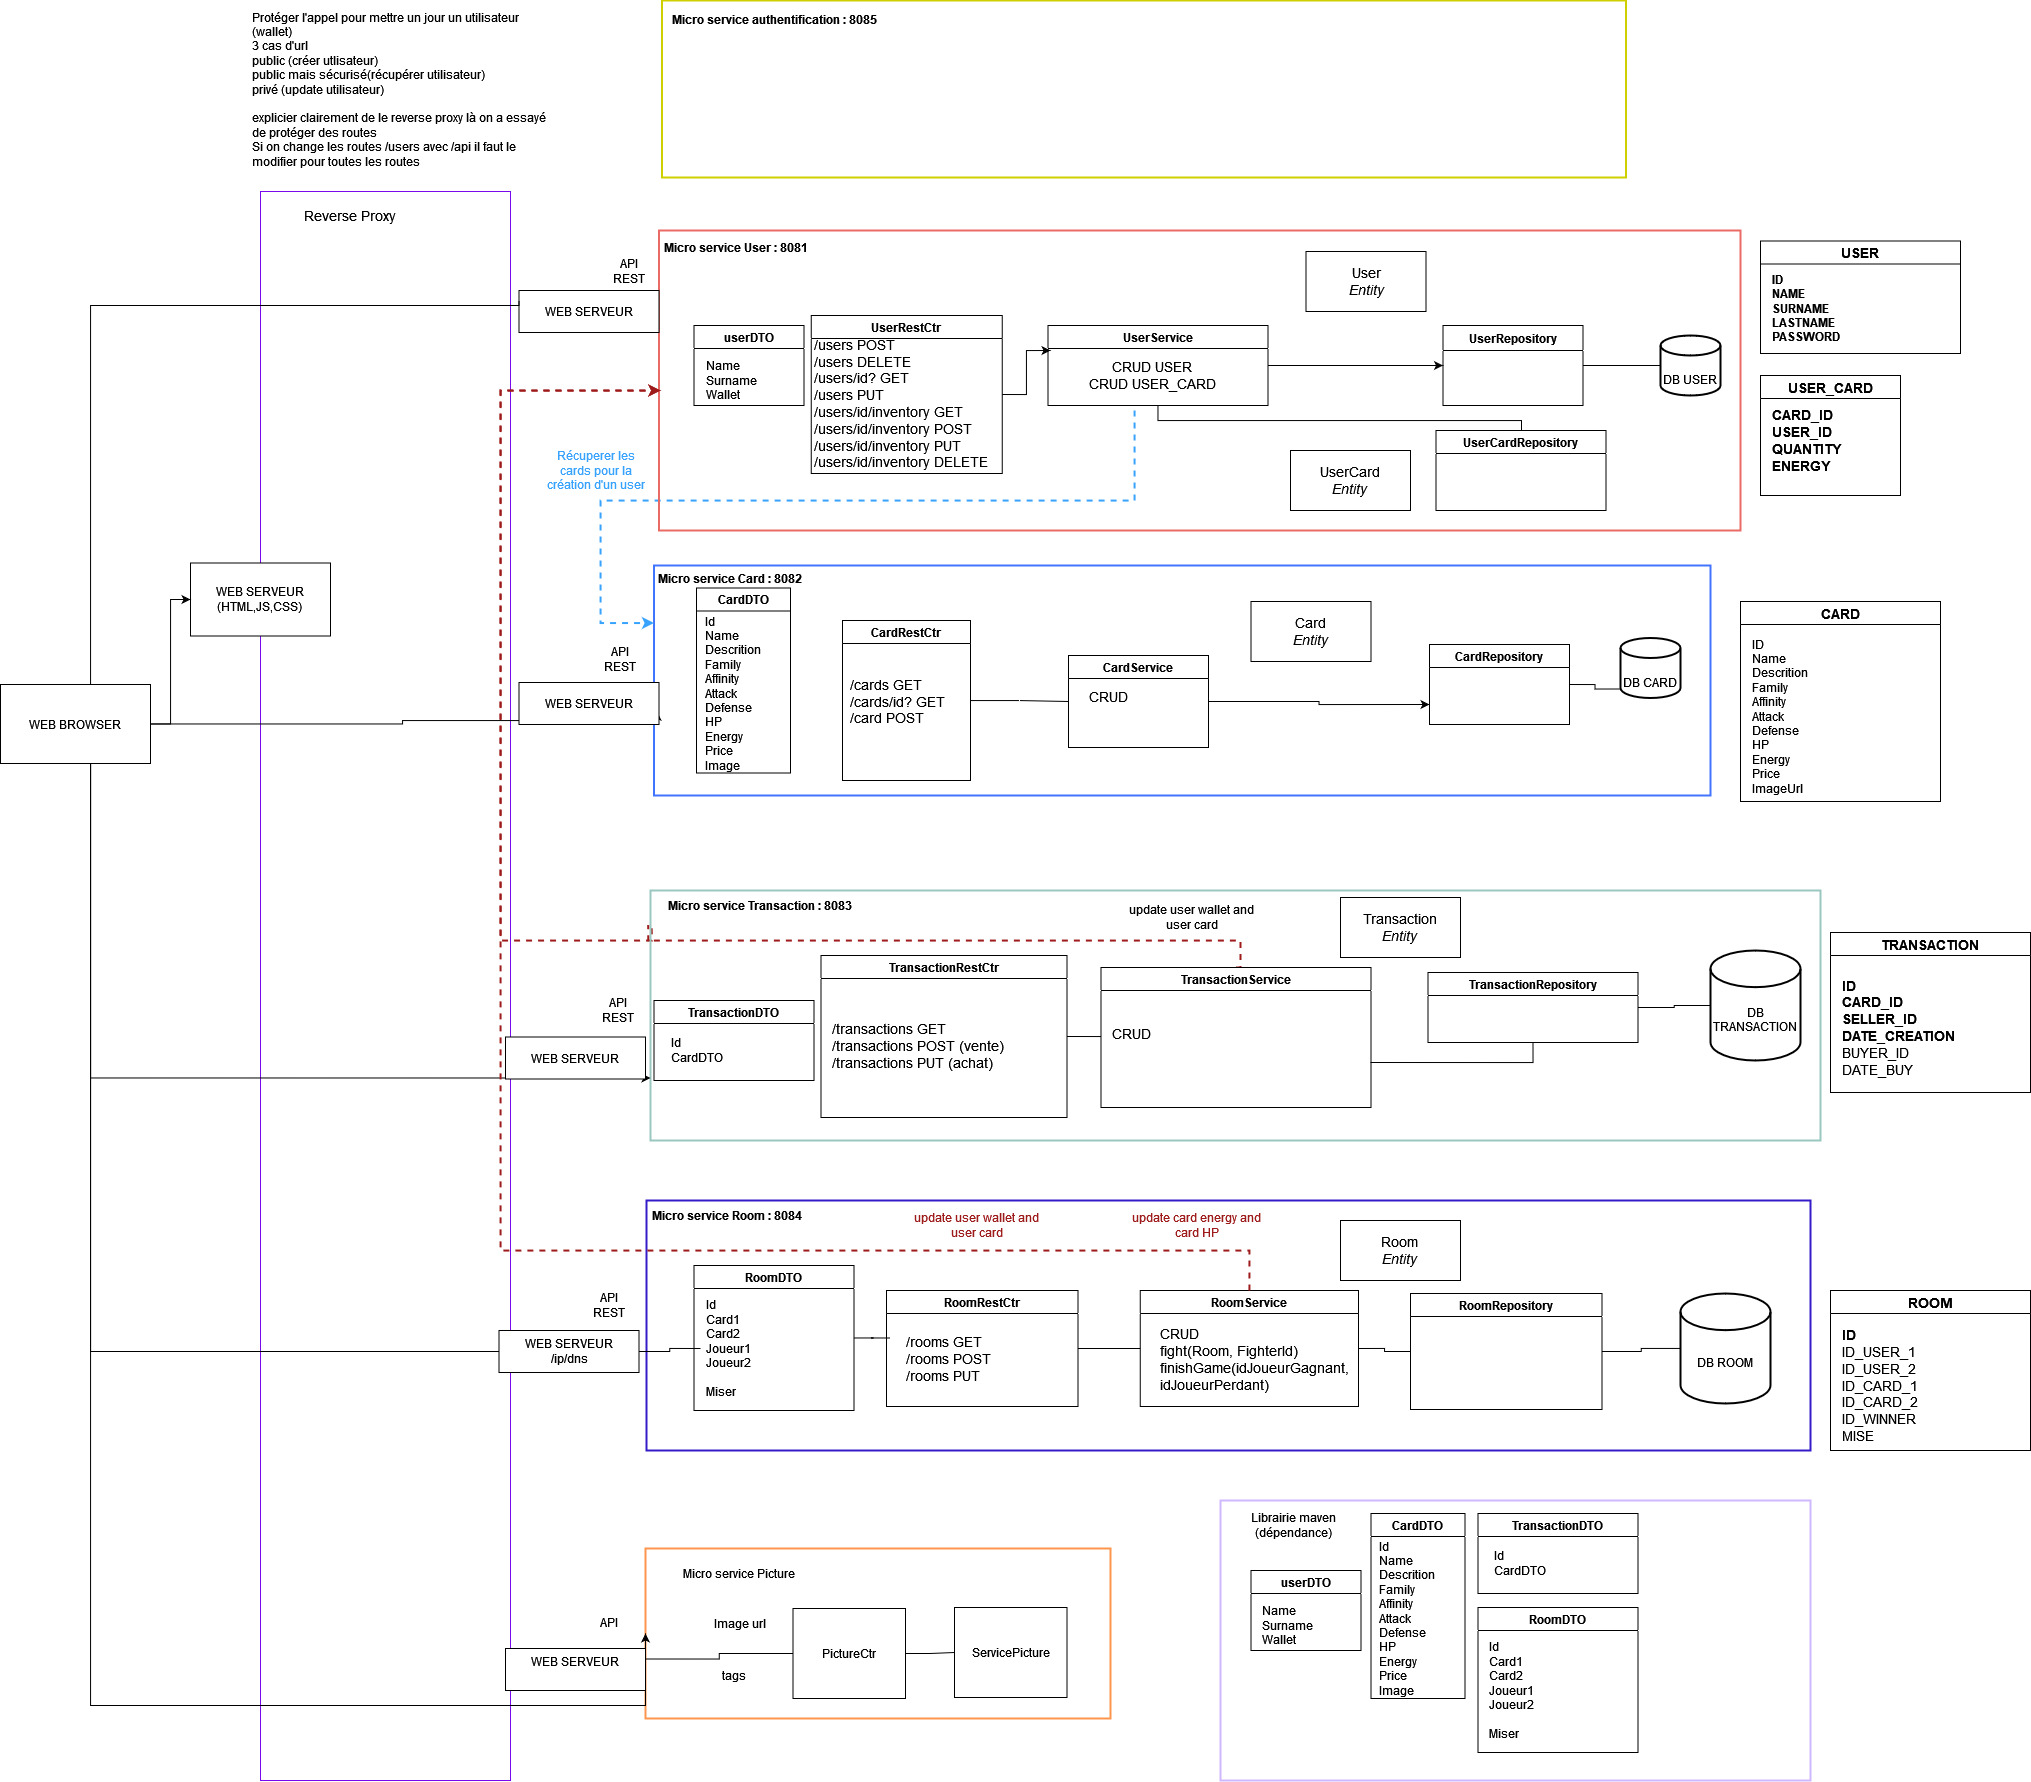 Protéger l'appel pour mettre un jour un utilisateur
(wallet)
3 cas d'url
public (créer utlisateur)
public mais sécurisé(récupérer utilisateur)
privé (update utilisateur)
explicier clairement de le reverse proxy là on a essayé
de protéger des routes
Si on change les routes /users avec /api il faut le
modifier pour toutes les routes
Micro service authentification : 8085
Reverse Proxy
WEB BROWSER
WEB SERVEUR
(HTML,JS,CSS)
API
REST
WEB SERVEUR
Micro service User : 8081
userDTO
Name
Surname
Wallet
UserRestCtr
/users POST
/users DELETE
/users/id? GET
/users PUT
/users/id/inventory GET
/users/id/inventory POST
/users/id/inventory PUT
/users/id/inventory DELETE
UserService
CRUD USER
CRUD USER_CARD
User
Entity
UserRepository
DB USER
UserCard
Entity
UserCardRepository
USER
ID
NAME
SURNAME
LASTNAME
PASSWORD
USER_CARD
CARD_ID
USER_ID
QUANTITY
ENERGY
Récuperer les
cards pour la
création d'un user
API
REST
WEB SERVEUR
Micro service Card : 8082
CardDTO
Id
Name
Descrition
Family
Affinity
Attack
Defense
HP
Energy
Price
Image
CardRestCtr
/cards GET
/cards/id? GET
/card POST
CardService
CRUD
Card
Entity
CardRepository
DB CARD
CARD
ID
Name
Descrition
Family
Affinity
Attack
Defense
HP
Energy
Price
ImageUrl
API
REST
WEB SERVEUR
Micro service Transaction : 8083
update user wallet and
user card
TransactionDTO
Id
CardDTO
TransactionRestCtr
/transactions GET
/transactions POST (vente)
/transactions PUT (achat)
TransactionService
CRUD
Transaction
Entity
TransactionRepository
DB
TRANSACTION
TRANSACTION
ID
CARD_ID
SELLER_ID
DATE_CREATION
BUYER_ID
DATE_BUY
API
REST
WEB SERVEUR
/ip/dns
Micro service Room : 8084
update user wallet and
user card
update card energy and
card HP
RoomDTO
Id
Card1
Card2
Joueur1
Joueur2
Miser
RoomRestCtr
/rooms GET
/rooms POST
/rooms PUT
RoomService
CRUD
fight(Room, FighterId)
finishGame(idJoueurGagnant,
idJoueurPerdant)
Room
Entity
RoomRepository
DB ROOM
ROOM
ID
ID_USER_1
ID_USER_2
ID_CARD_1
ID_CARD_2
ID_WINNER
MISE
API
WEB SERVEUR
Micro service Picture
Image url
tags
PictureCtr
ServicePicture
Librairie maven
(dépendance)
userDTO
Name
Surname
Wallet
CardDTO
Id
Name
Descrition
Family
Affinity
Attack
Defense
HP
Energy
Price
Image
TransactionDTO
Id
CardDTO
RoomDTO
Id
Card1
Card2
Joueur1
Joueur2
Miser